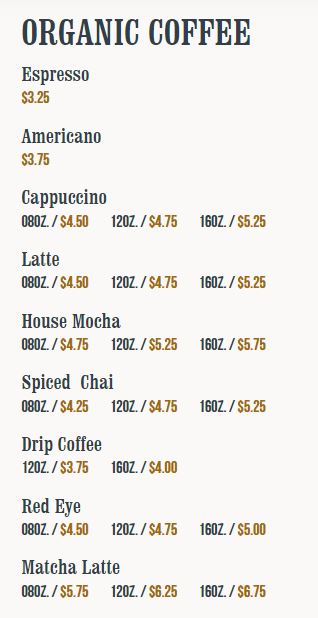 ORGANIC COFFEE
Espresso
$3.25
Americano
$3.75
Cappuccino
08OZ. / $4.50 12OZ. / $4.75 16OZ. / $5.25
Latte
08OZ. / $4.50 12OZ. / $4.75 16OZ. / $5.25
House Mocha
08OZ. / $4.75 12OZ. / $5.25 16OZ. / $5.75
Spiced Chai
08OZ. / $4.25 12OZ. / $4.75 16OZ. / $5.25
Drip Coffee
12OZ. / $3.75 16OZ. / $4.00
Red Eye
08OZ. / $4.50 12OZ. / $4.75 16OZ. / $5.00
Matcha Latte
08OZ. / $5.75 12OZ. / $6.25 16OZ. / $6.75